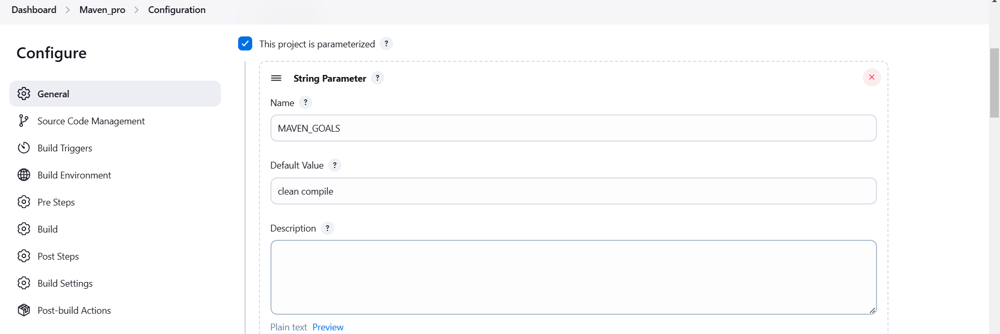 Dashboard > Maven_pro > Configuration
Configure
General
Source Code Management
Build Triggers
Build Environment
Pre Steps
Build
Post Steps
Build Settings
Post-build Actions
This project is parameterized ?
String Parameter ?
Name ?
MAVEN_GOALS
Default Value ?
clean compile
Description ?
Plain text Preview